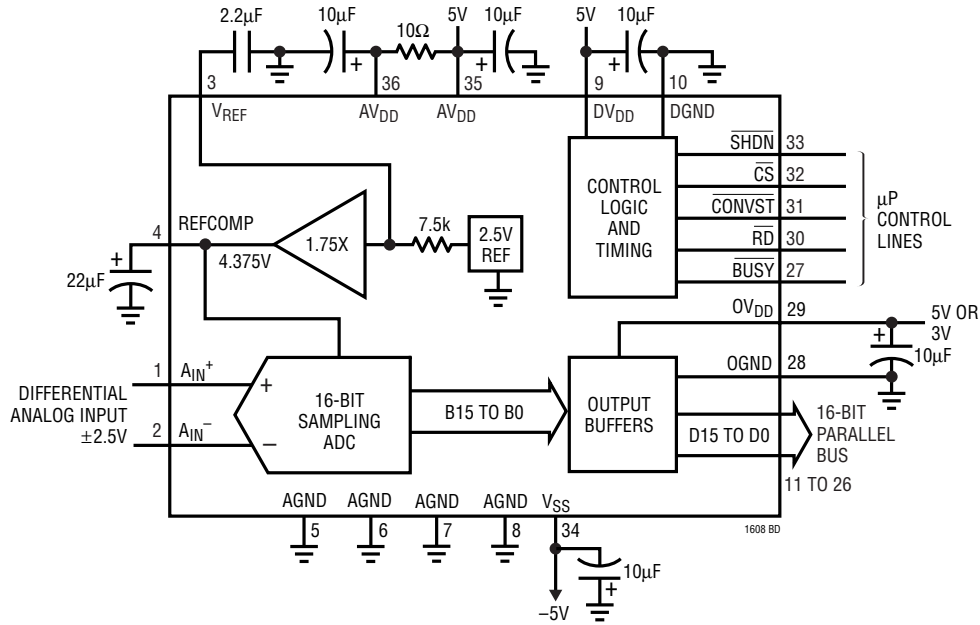 2.2µF
10µF
10Ω
5V
10µF
5V
10µF
+
+
+
3
36
35
9
10
VREF
AVDD
AVDD
DVDD
DGND
SHDN
33
CS
32
CONVST
31
RD
30
BUSY
27
µP
CONTROL
LINES
CONTROL
LOGIC
AND
TIMING
4
REFCOMP
4.375V
1.75X
7.5k
2.5V
REF
+
22µF
OVDD
29
5V OR
3V
+
10µF
OGND
28
DIFFERENTIAL
ANALOG INPUT
±2.5V
1
AIN+
2
AIN−
+
−
16-BIT
SAMPLING
ADC
B15 TO B0
OUTPUT
BUFFERS
D15 TO D0
16-BIT
PARALLEL
BUS
11 TO 26
AGND
AGND
AGND
AGND
VSS
5
6
7
8
34
1608 BD
10µF
+
−5V